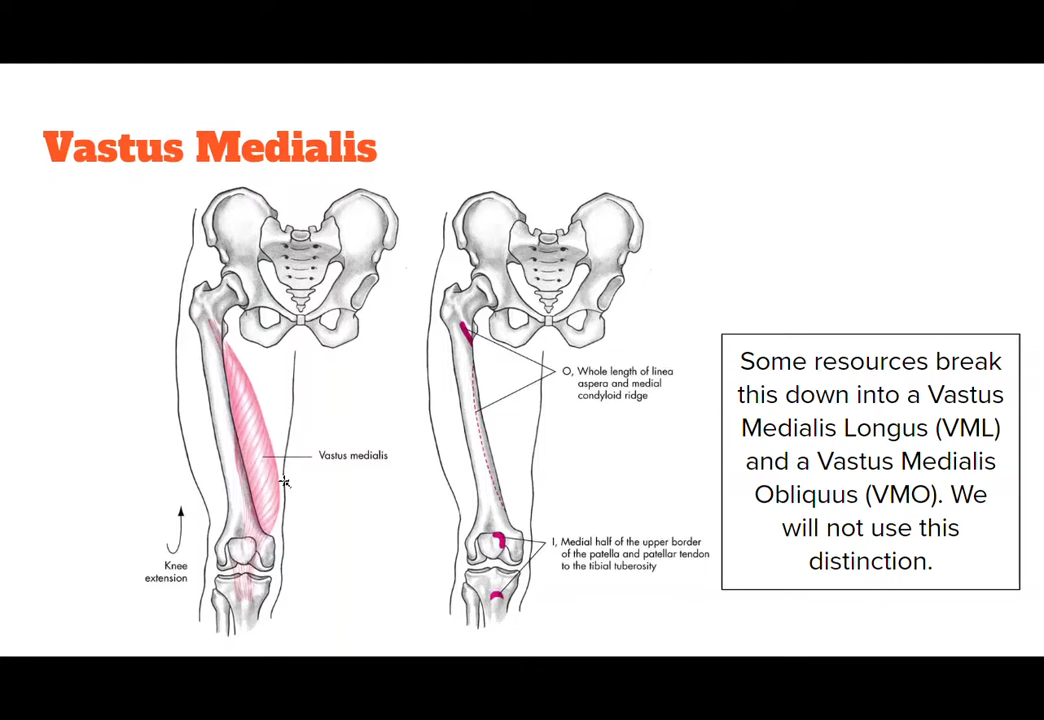 Vastus Medialis
O, Whole length of linea
aspera and medial
condyloid ridge
Vastus medialis
Knee
extension
I, Medial half of the upper border
of the patella and patellar tendon
to the tibial tuberosity
Some resources break
this down into a Vastus
Medialis Longus (VML)
and a Vastus Medialis
Obliquus (VMO). We
will not use this
distinction.